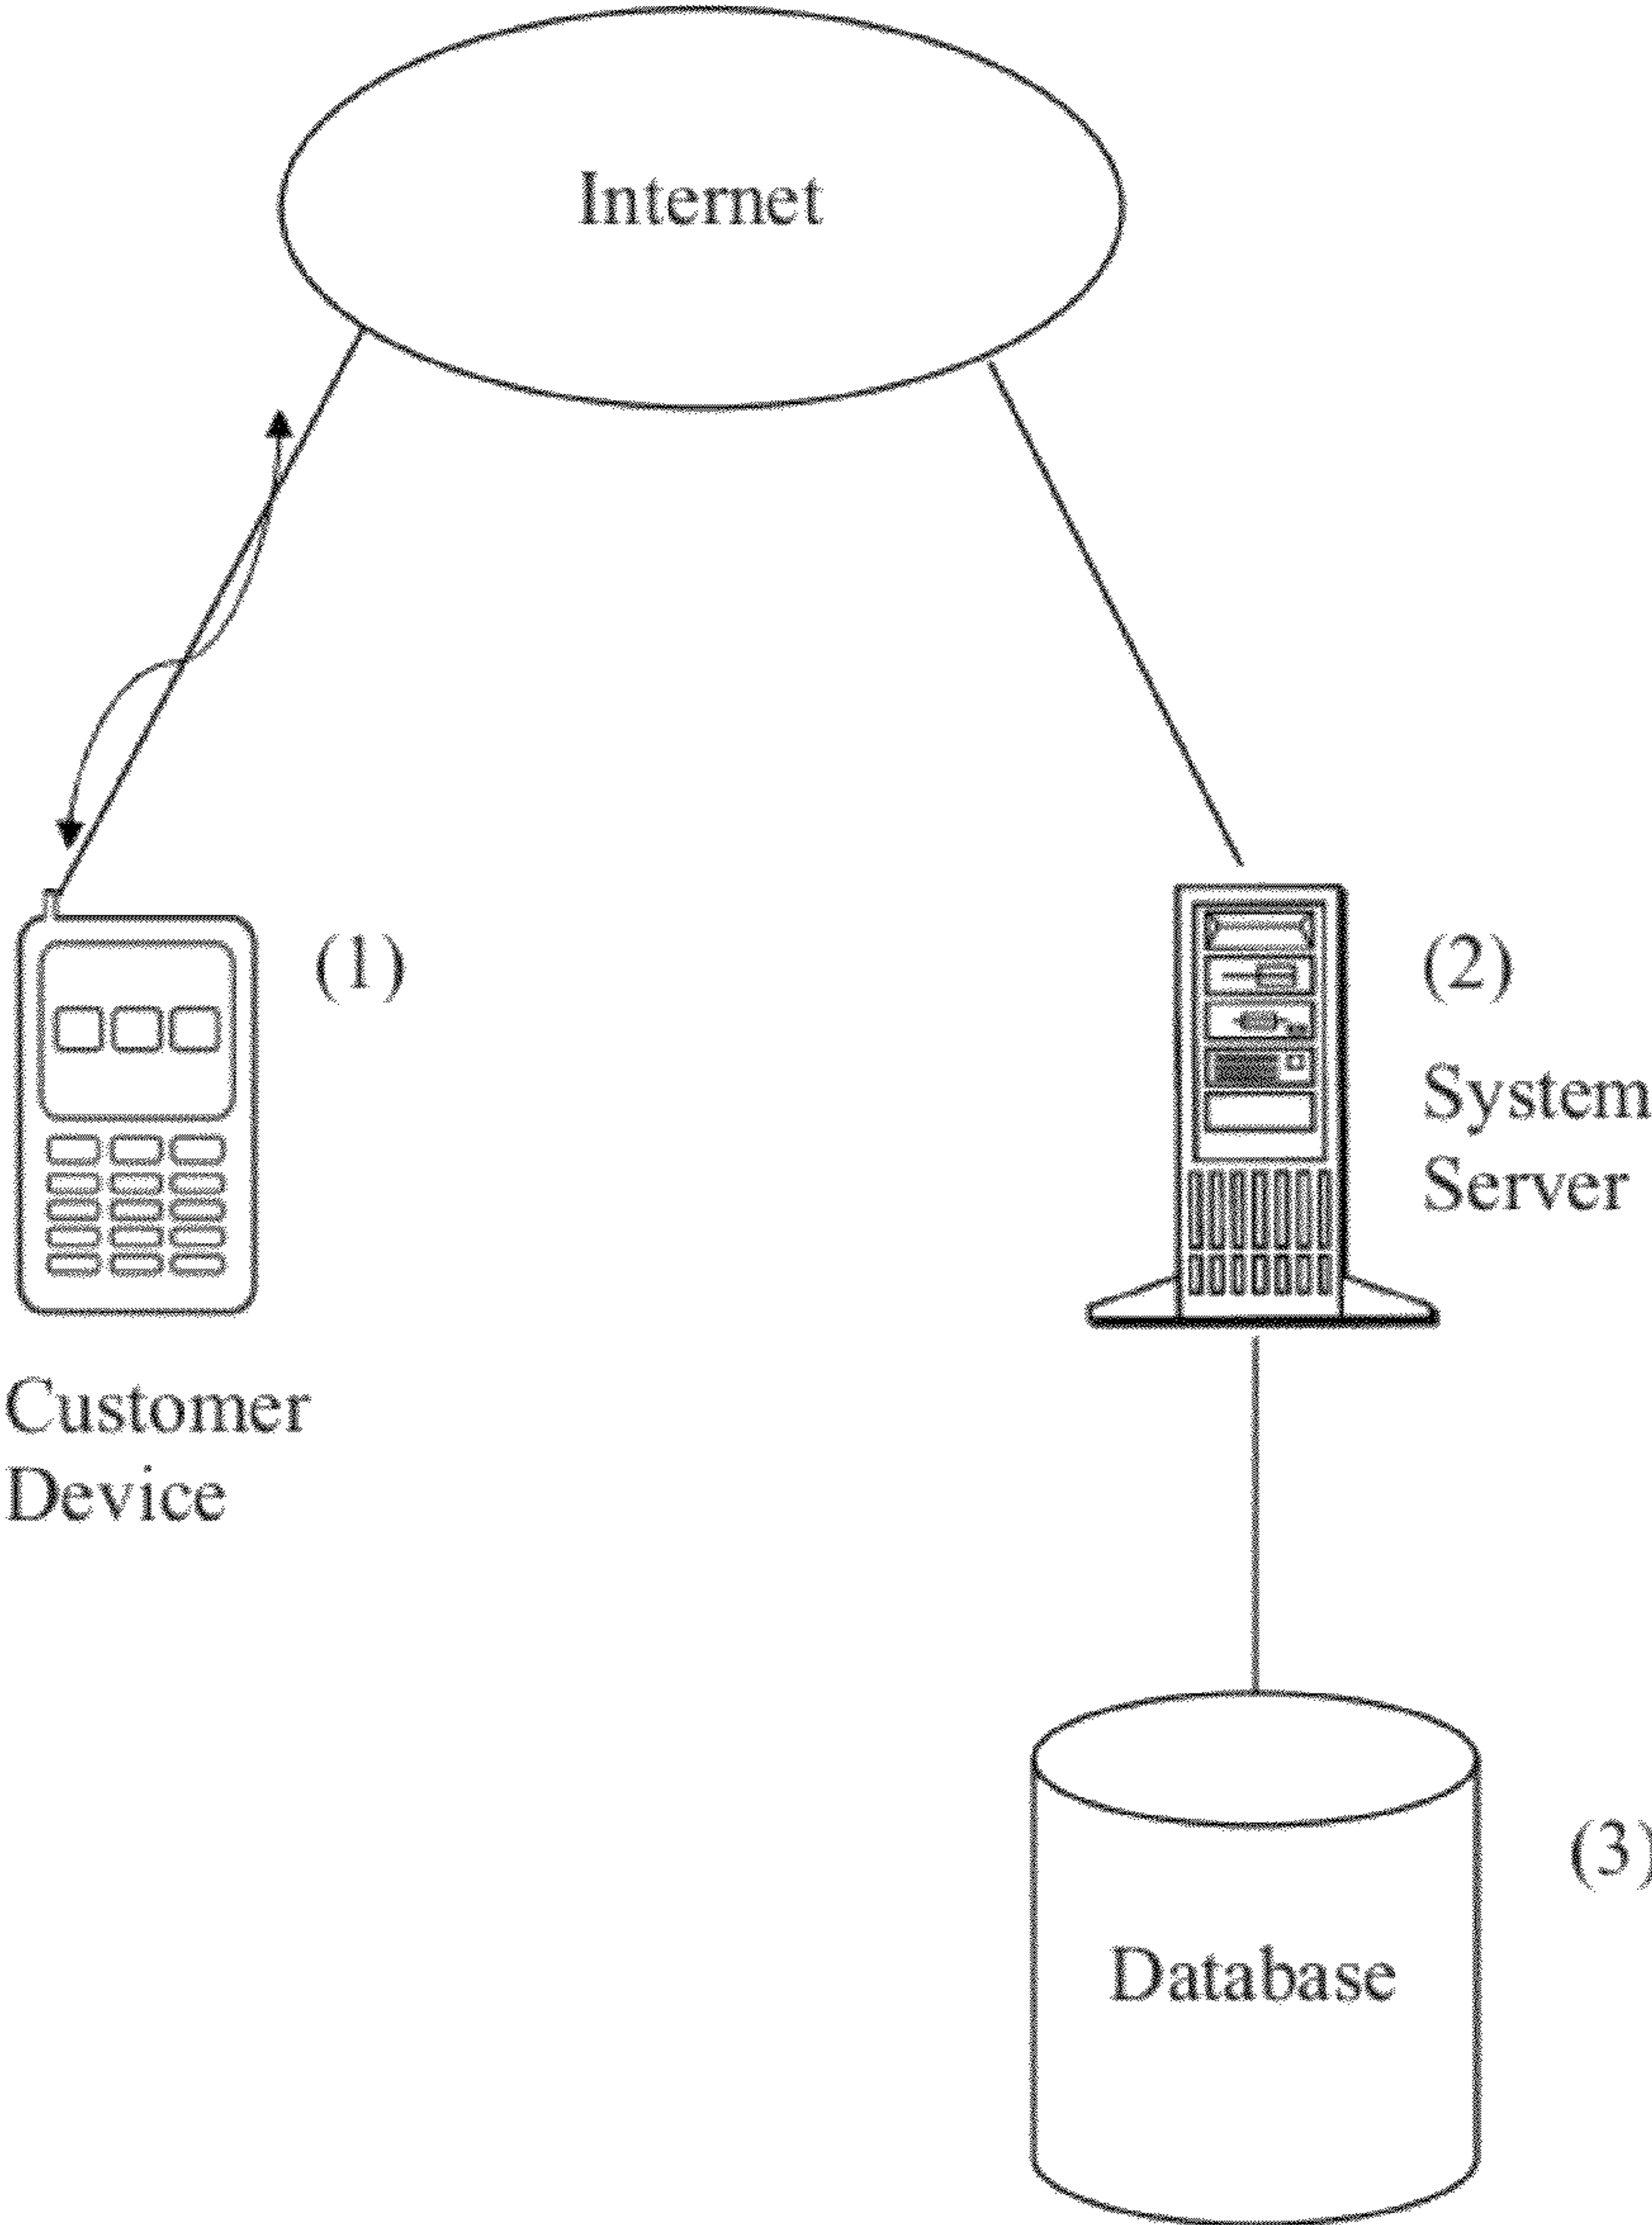 Internet
(1)
(2)
System
Server
Customer
Device
(3)
Database